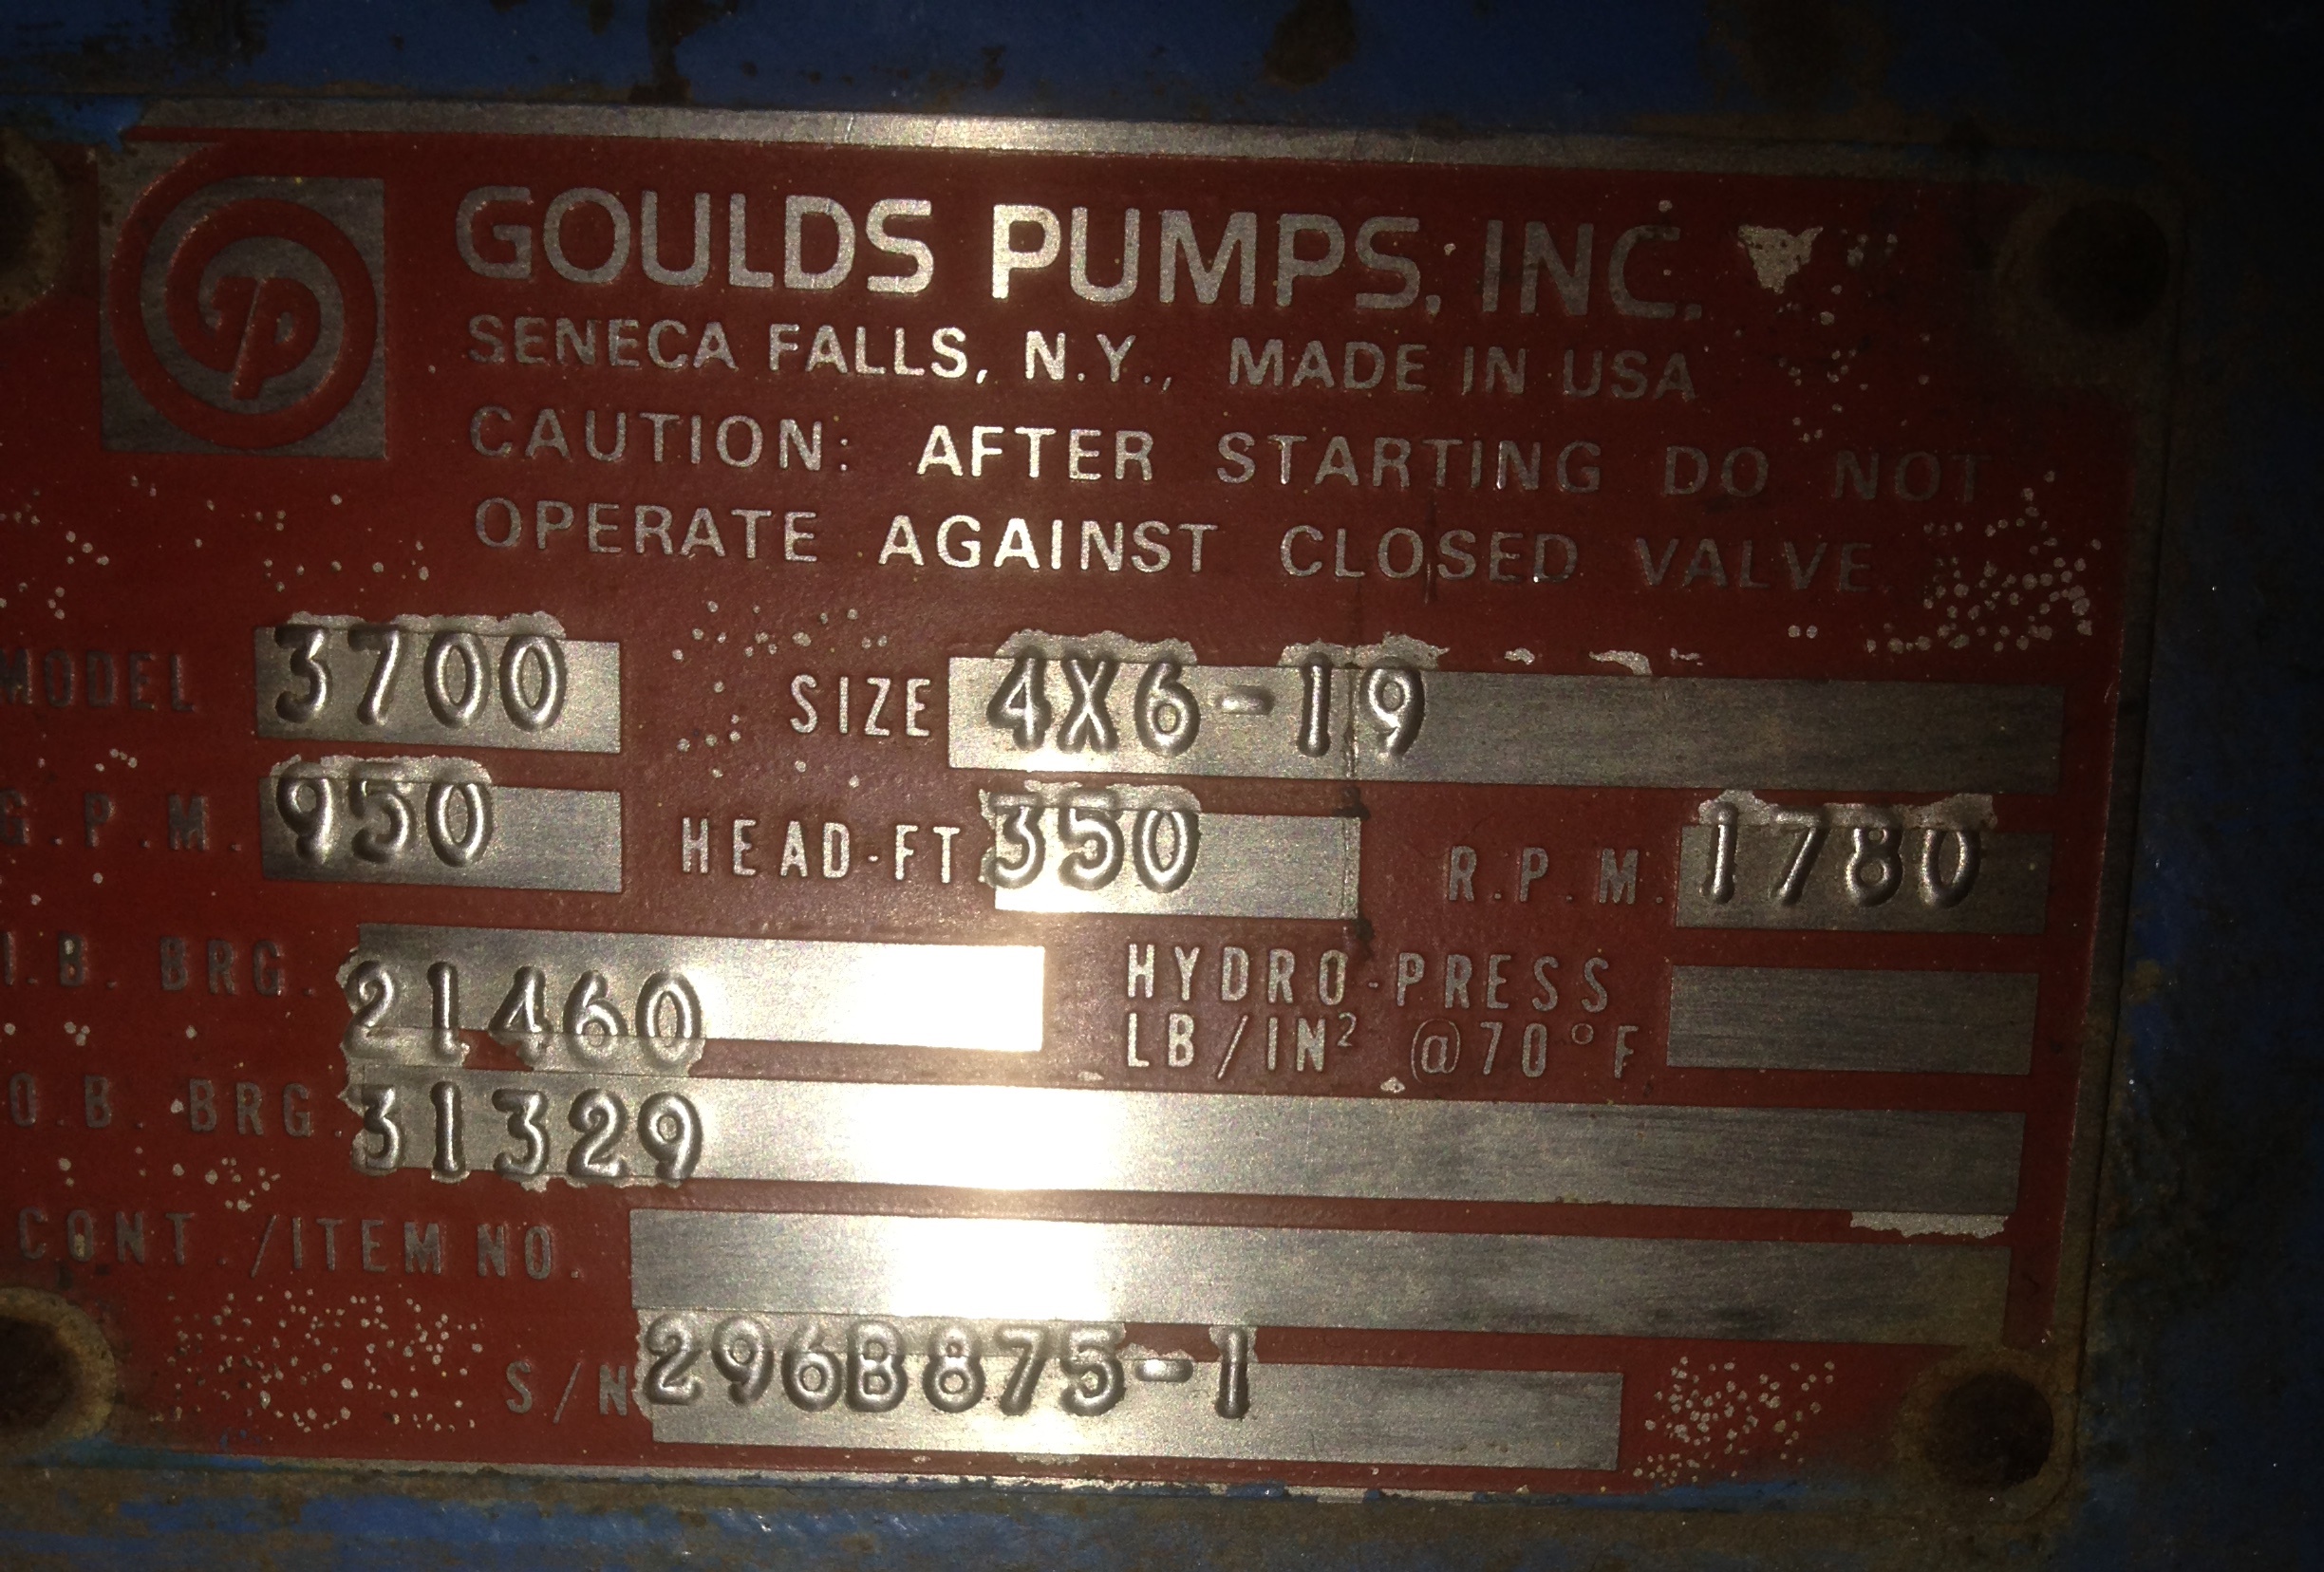 GP
GOULDS PUMPS, INC.
SENECA FALLS, N.Y., MADE IN USA
CAUTION: AFTER STARTING DO NOT
OPERATE AGAINST CLOSED VALVE
MODEL 3700 SIZE 4X6-19
G.P.M. 950 HEAD-FT. 350 R.P.M. 1780
I.B. BRG. 21460 HYDRO-PRESS
LB/IN² @70°F
O.B. BRG. 31329
CONT./ITEM NO.
S/N 296B875-1